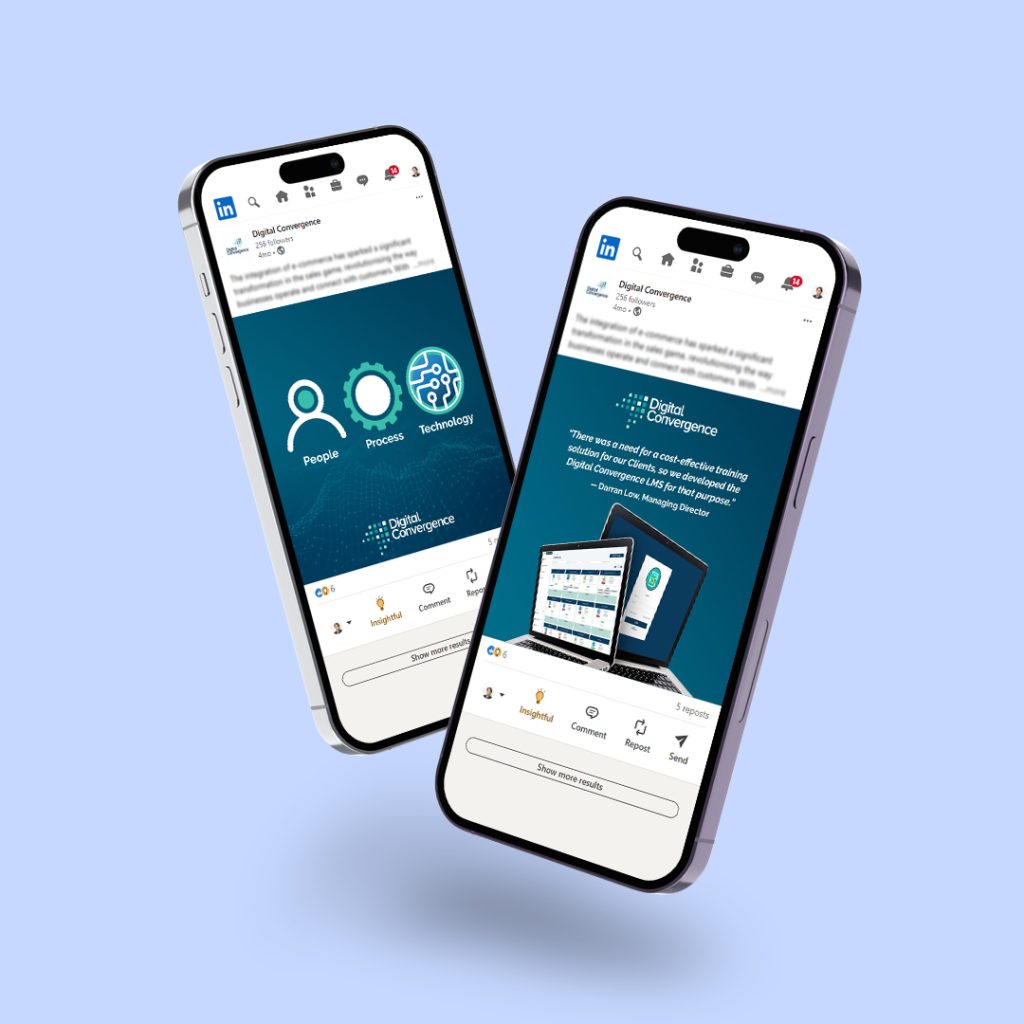 in
14
Digital Convergence
256 followers
4mo •
The integration of e-commerce has sparked a significant
transformation in the sales game, revolutionising the way
businesses operate and connect with customers. With ...more
People
Process
Technology
Digital
Convergence
6
5 repo
Insightful
Comment
Repost
Show more results
in
14
Digital
Convergence
Digital Convergence
256 followers
4mo •
The integration of e-commerce has sparked a significant
transformation in the sales game, revolutionising the way
businesses operate and connect with customers. With ...more
Digital
Convergence
"There was a need for a cost-effective training
solution for our Clients, so we developed the
Digital Convergence LMS for that purpose."
— Darran Low, Managing Director
6
5 reposts
Insightful
Comment
Repost
Send
Show more results